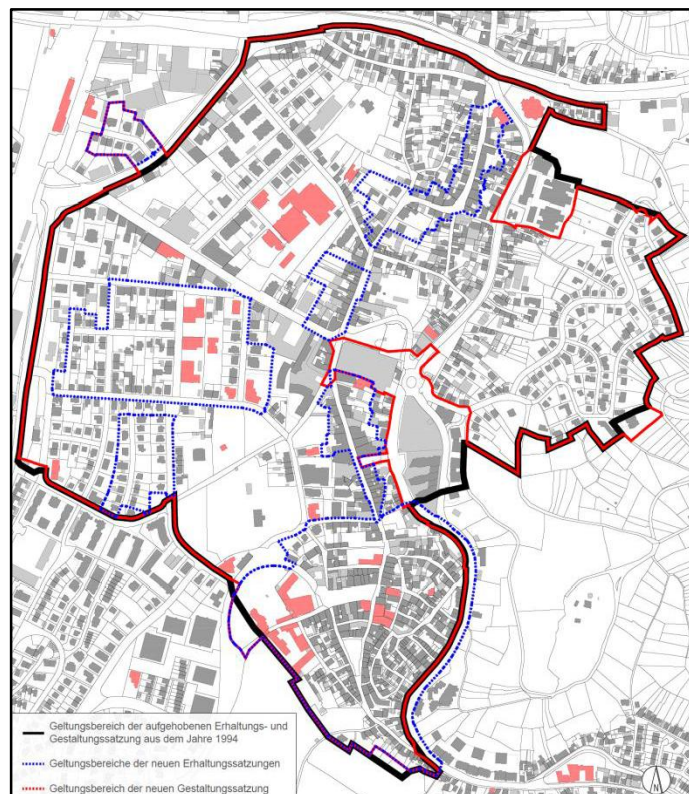 Geltungsbereich der aufgehobenen Erhaltungs- und
Gestaltungssatzung aus dem Jahre 1994
Geltungsbereiche der neuen Erhaltungssatzungen
Geltungsbereich der neuen Gestaltungssatzung
N